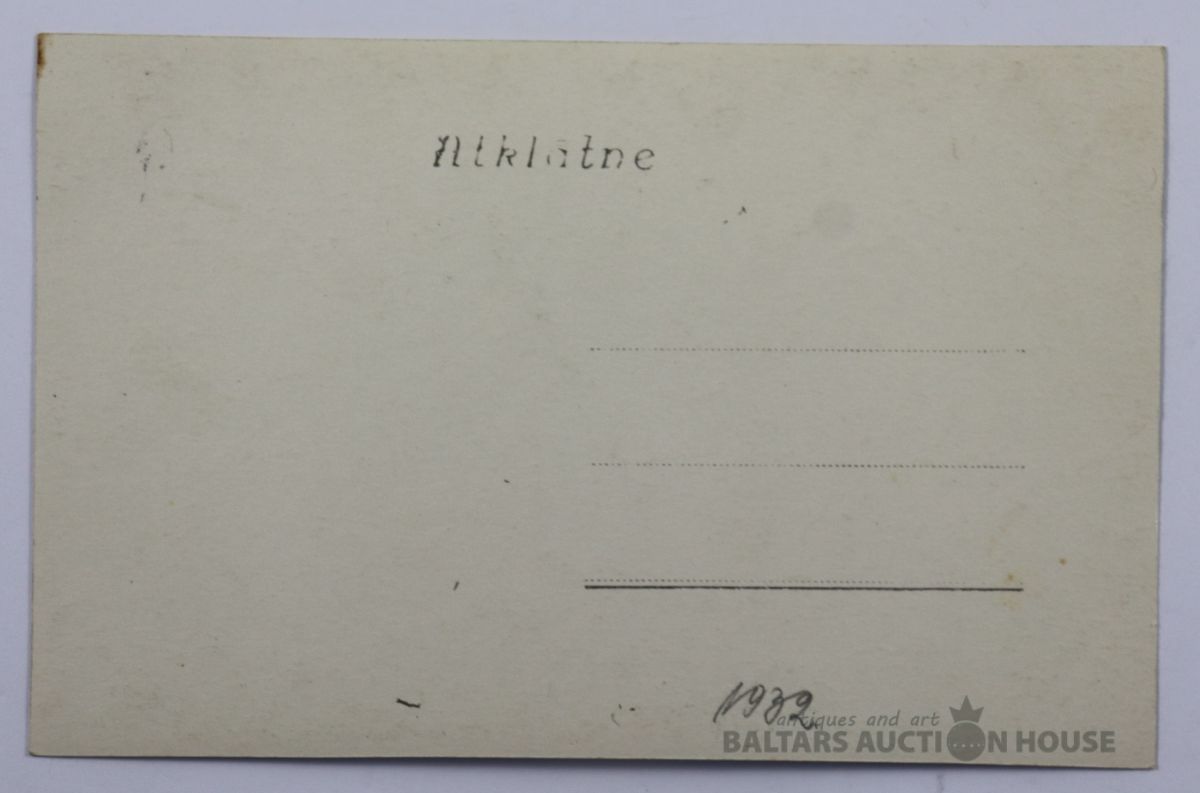 Atklātne
1932
antiques and art
BALTARS AUCTION HOUSE